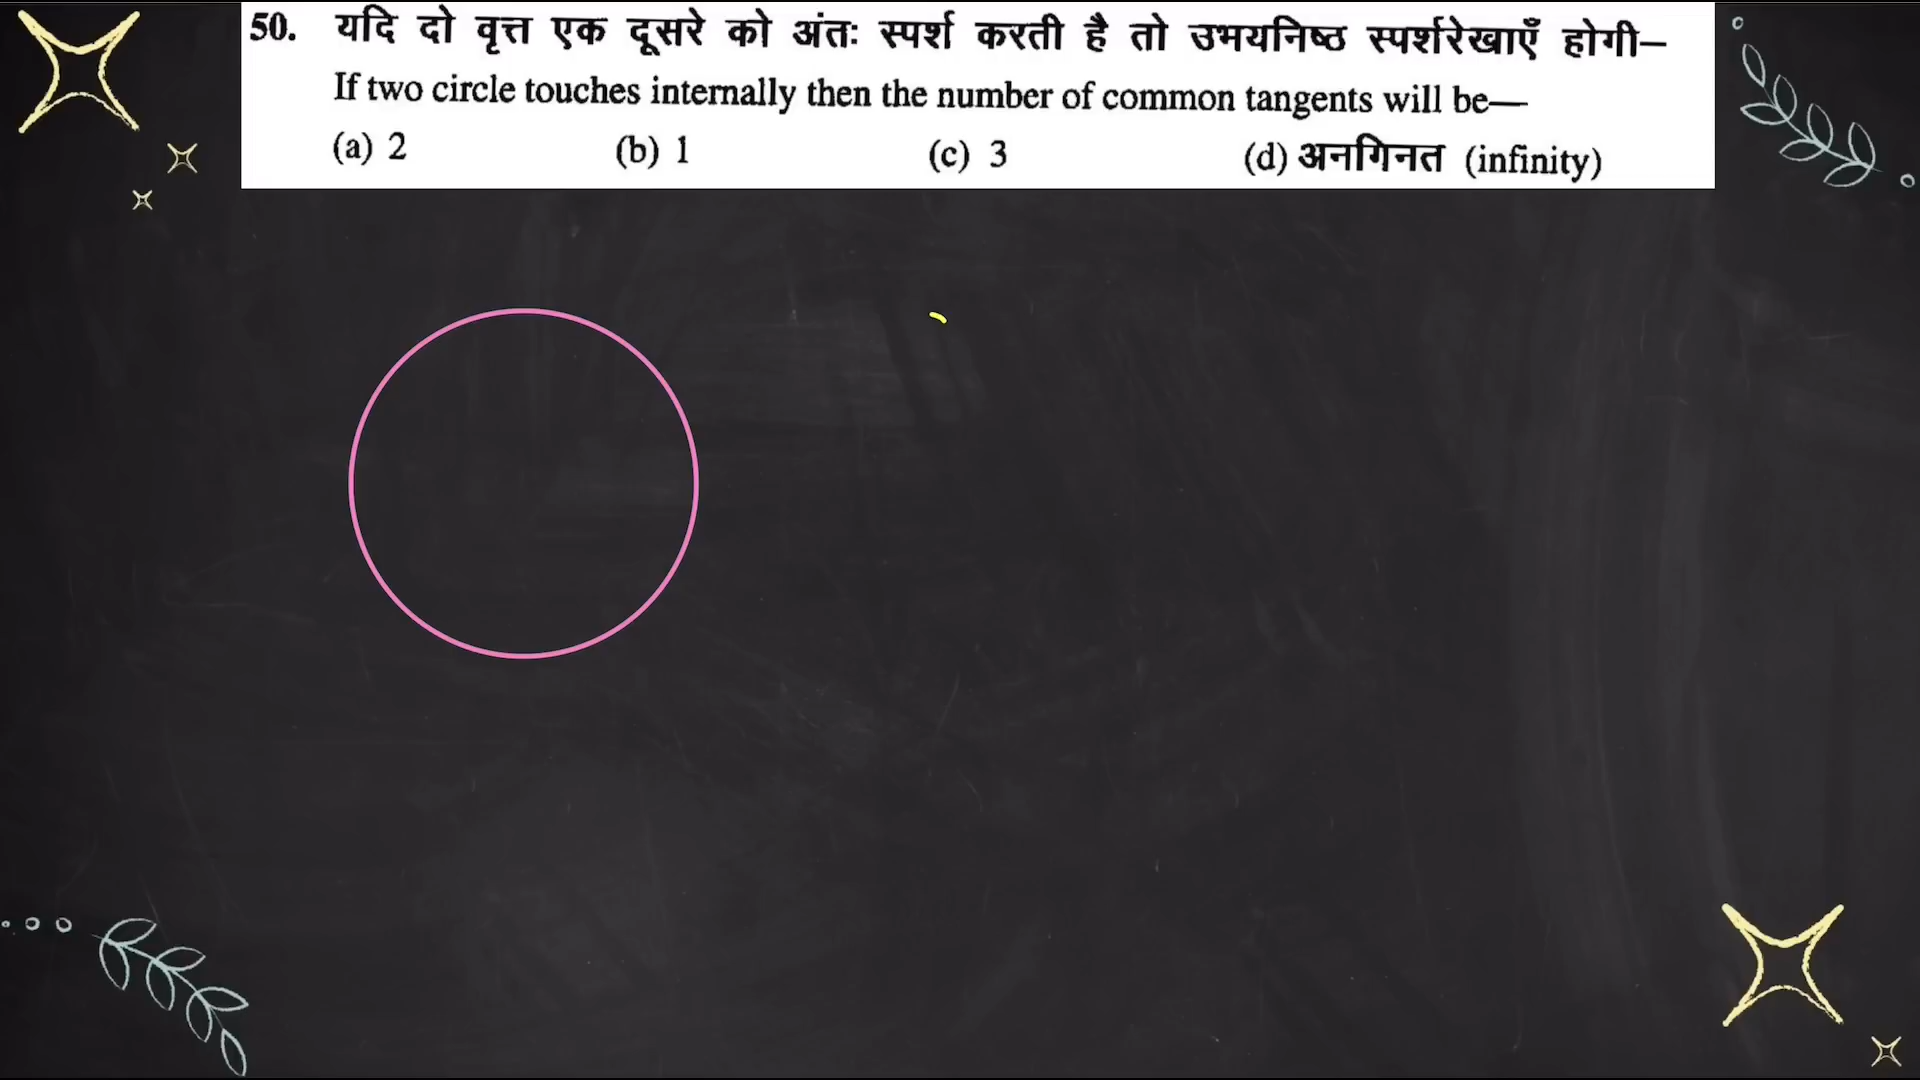 50. यदि दो वृत्त एक दूसरे को अंतः स्पर्श करती है तो उभयनिष्ठ स्पर्शरेखाएँ होगी–
If two circle touches internally then the number of common tangents will be—
(a) 2 (b) 1 (c) 3 (d) अनगिनत (infinity)